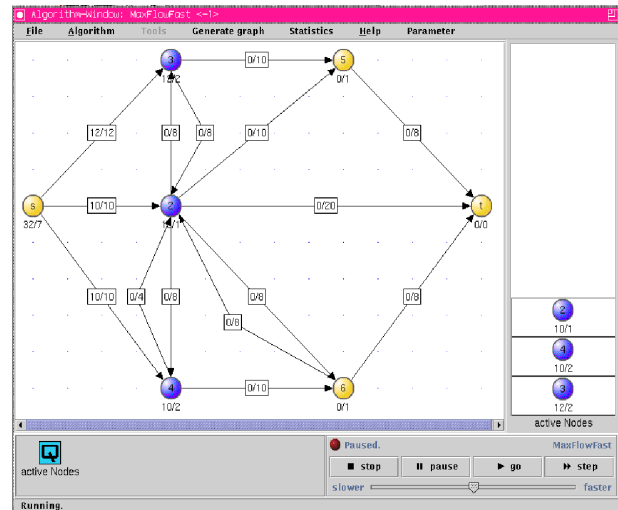 Algorithm-Window: MaxFlowFast <-1>
File Algorithm Tools Generate graph Statistics Help Parameter
3
12/2
0/10
5
0/1
12/12
0/8
0/8
0/10
0/8
s
32/7
10/10
2
0/20
t
0/0
10/10
0/4
0/8
0/8
0/8
0/8
4
10/2
0/10
6
0/1
2
10/1
4
10/2
3
12/2
active Nodes
Q
active Nodes
Paused.
MaxFlowFast
stop
pause
go
step
slower
faster
Running.